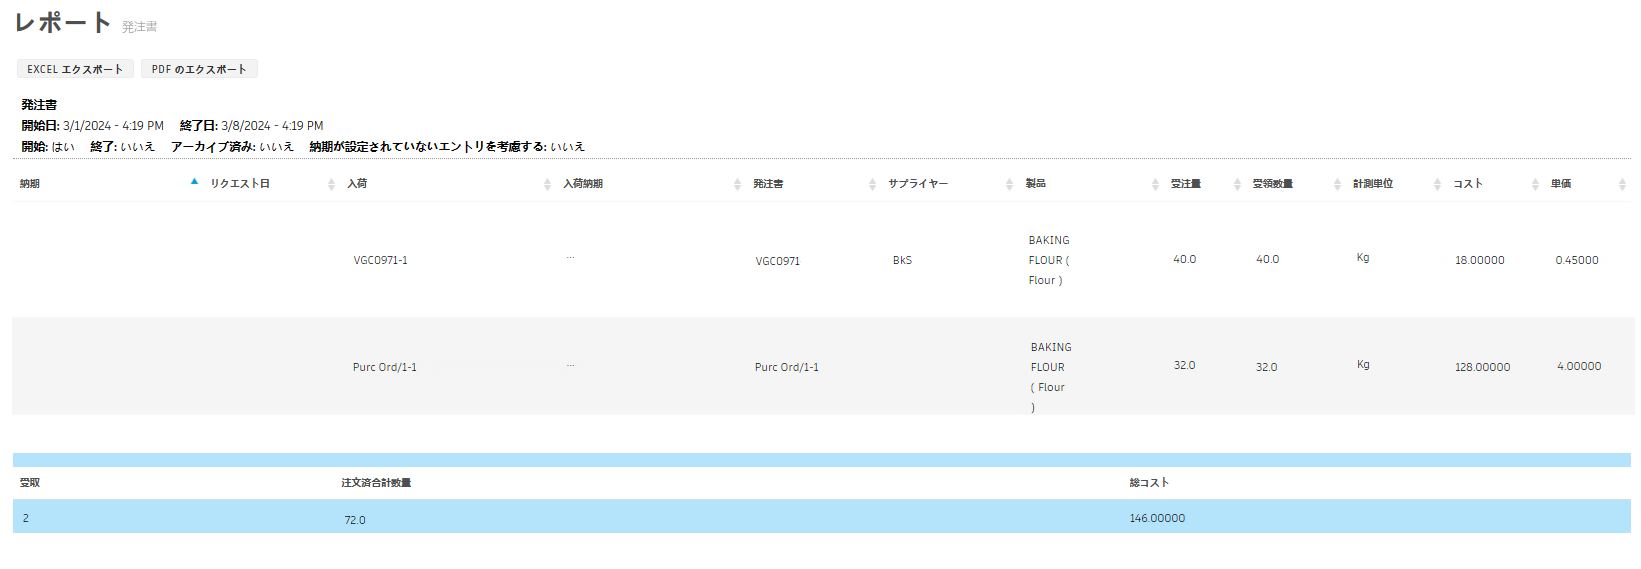 レポート 発注書
EXCEL エクスポート PDF のエクスポート
発注書
開始日: 3/1/2024 - 4:19 PM 終了日: 3/8/2024 - 4:19 PM
開始: はい 終了: いいえ アーカイブ済み: いいえ 納期が設定されていないエントリを考慮する: いいえ
納期 リクエスト日 入荷 入荷納期 発注書 サプライヤー 製品 受注量 受領数量 計測単位 コスト 単価
VGC0971-1 ... VGC0971 BkS BAKING FLOUR ( Flour ) 40.0 40.0 Kg 18.00000 0.45000
Purc Ord/1-1 ... Purc Ord/1-1 BAKING FLOUR ( Flour ) 32.0 32.0 Kg 128.00000 4.00000
受取 注文済合計数量 総コスト
2 72.0 146.00000